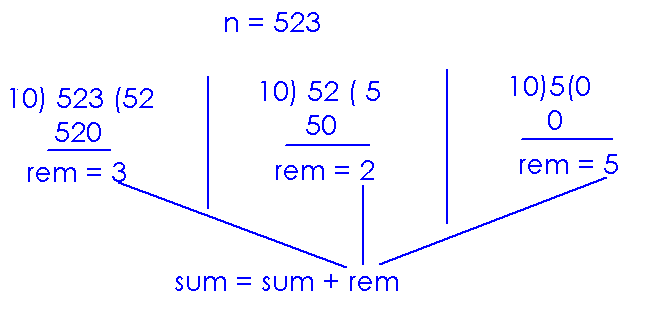 n = 523
10) 523 (52
520
rem = 3
10) 52 ( 5
50
rem = 2
10)5(0
0
rem = 5
sum = sum + rem